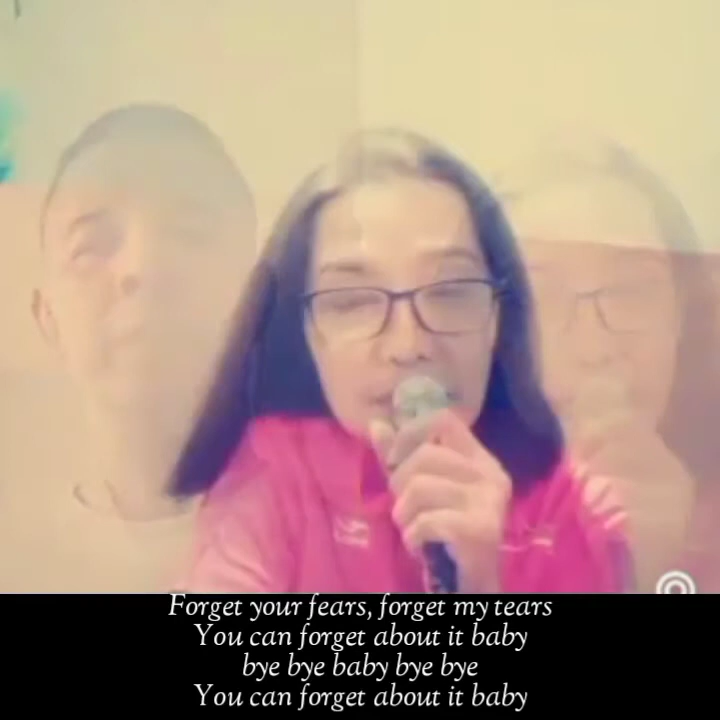 Forget your fears, forget my tears
You can forget about it baby
bye bye baby bye bye
You can forget about it baby